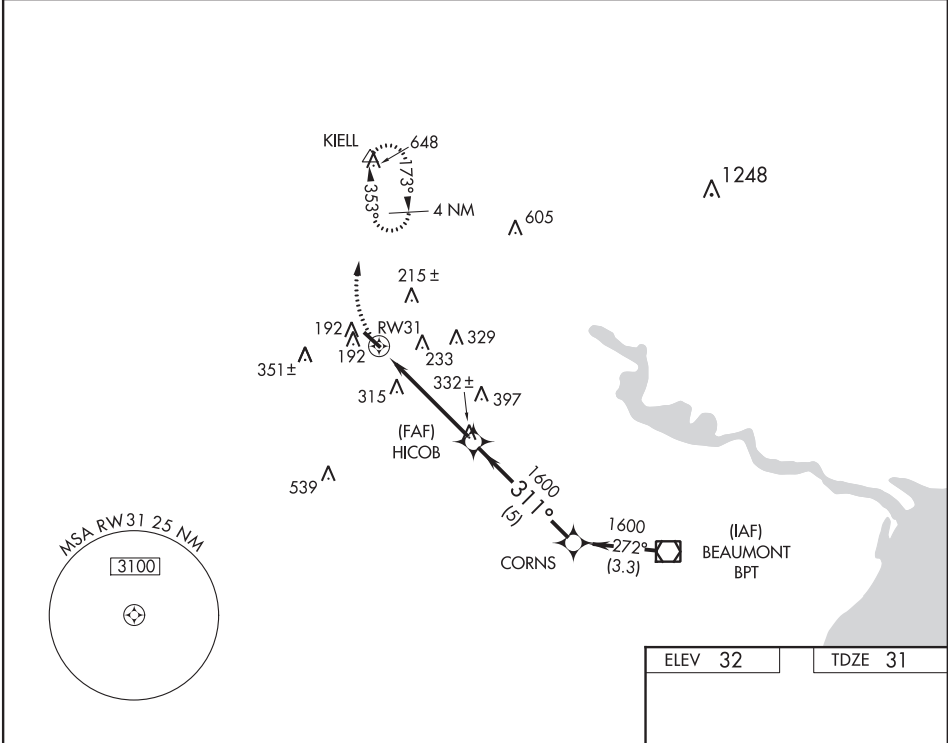 KIELL
648
173°
353°
4 NM
1248
605
215 ±
192
RW31
329
192
233
351±
315
332±
397
(FAF)
HICOB
539
1600
311°
(5)
1600
272°
(3.3)
CORNS
(IAF)
BEAUMONT
BPT
MSA RW31 25 NM
3100
ELEV 32
TDZE 31